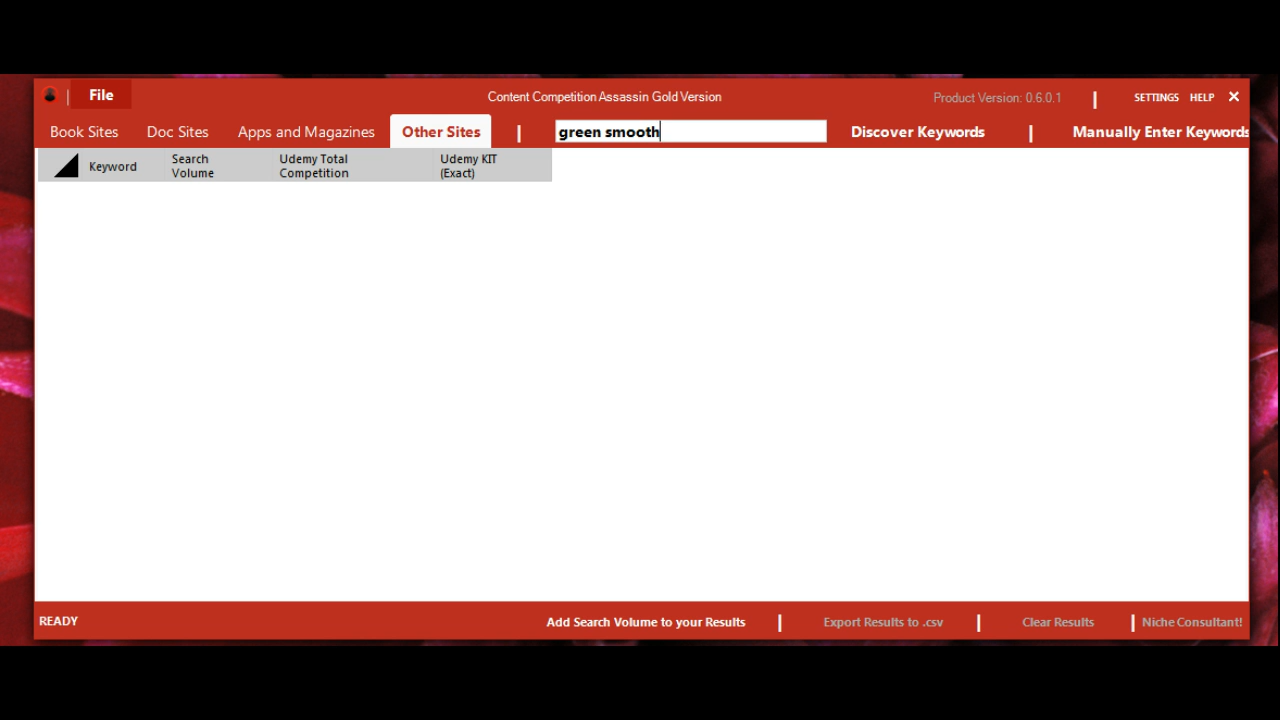 File
Content Competition Assassin Gold Version
Product Version: 0.6.0.1 | SETTINGS HELP
Book Sites Doc Sites Apps and Magazines Other Sites | green smooth Discover Keywords | Manually Enter Keywords
Keyword
Search
Volume
Udemy Total
Competition
Udemy KIT
(Exact)
READY
Add Search Volume to your Results | Export Results to .csv | Clear Results | Niche Consultant!